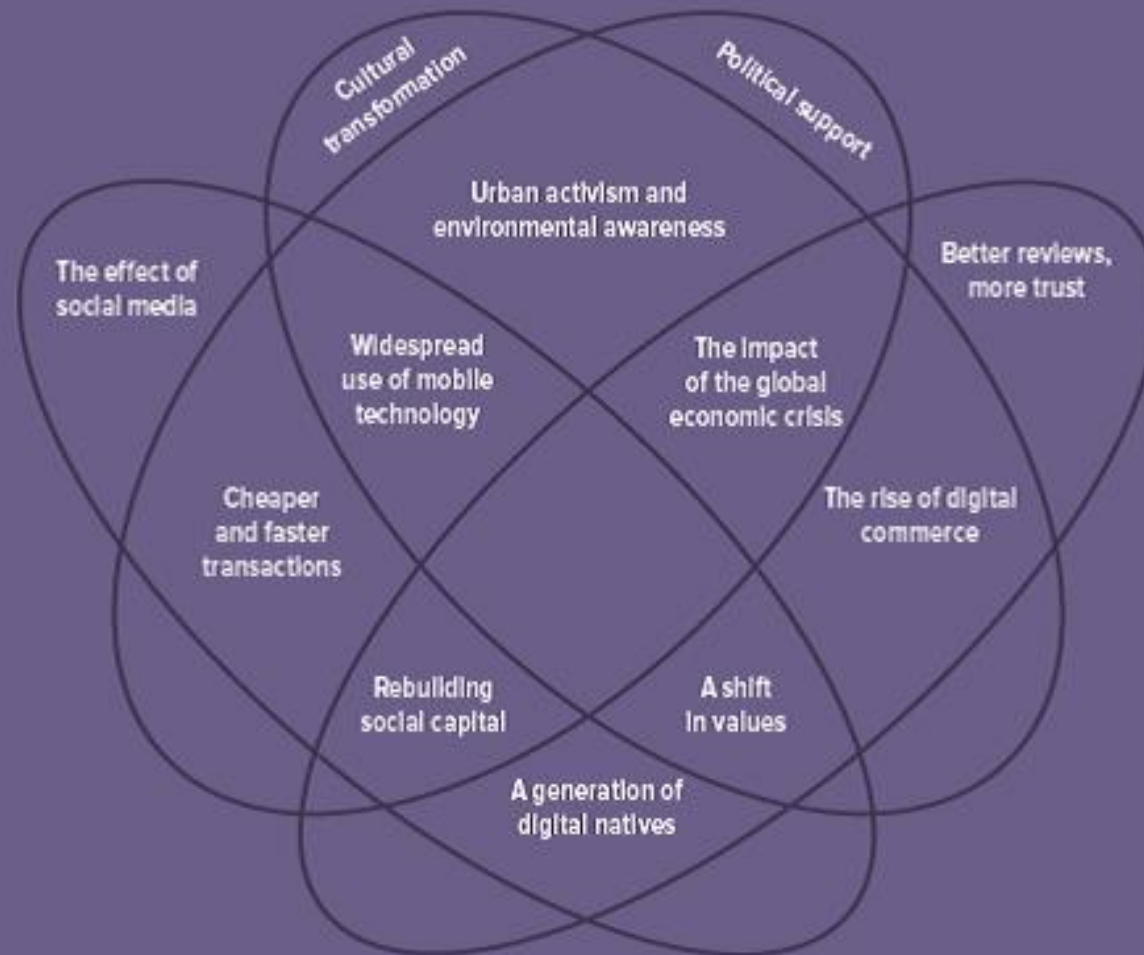 Cultural
transformation
Political support
Urban activism and
environmental awareness
The effect of
social media
Better reviews,
more trust
Widespread
use of mobile
technology
The impact
of the global
economic crisis
Cheaper
and faster
transactions
The rise of digital
commerce
Rebuilding
social capital
A shift
in values
A generation of
digital natives